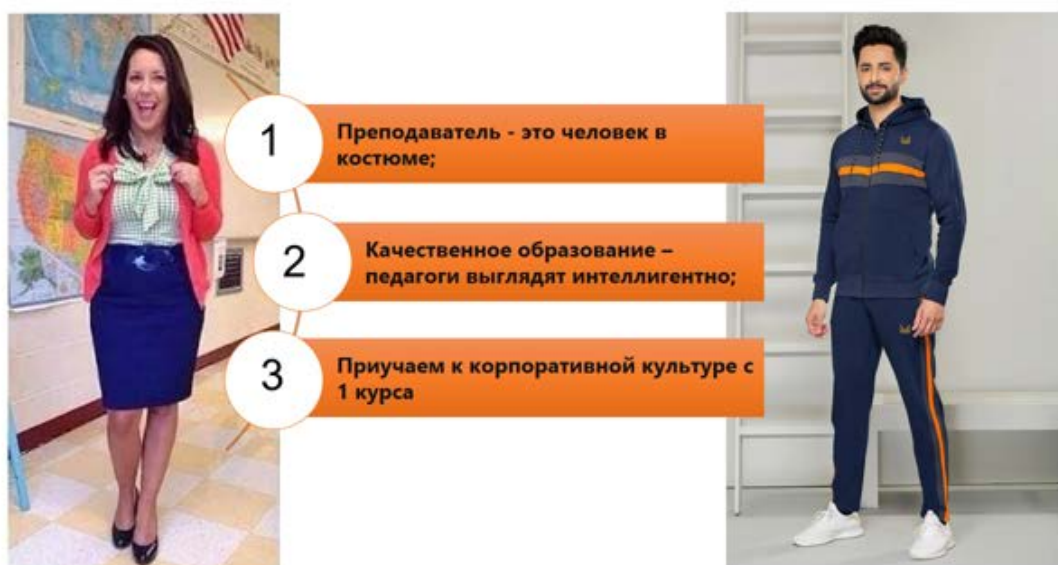 1
Преподаватель - это человек в
костюме;
2
Качественное образование –
педагоги выглядят интеллигентно;
3
Приучаем к корпоративной культуре с
1 курса